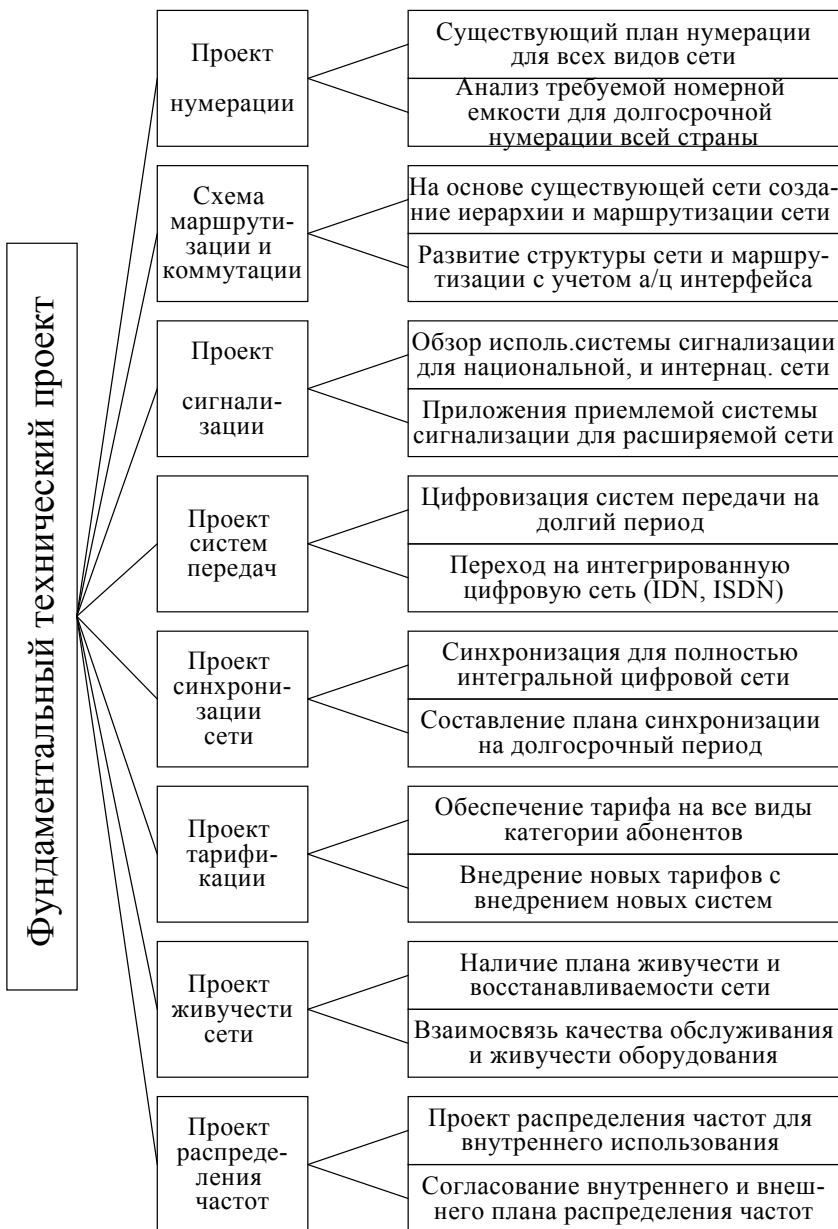 Фундаментальный технический проект
Проект
нумерации
Существующий план нумерации
для всех видов сети
Анализ требуемой номерной
емкости для долгосрочной
нумерации всей страны
Схема
маршрути-
зации и
коммутации
На основе существующей сети созда-
ние иерархии и маршрутизации сети
Развитие структуры сети и маршру-
тизации с учетом а/ц интерфейса
Проект
сигнали-
зации
Обзор исполь.системы сигнализации
для национальной, и интернац. сети
Приложения приемлемой системы
сигнализации для расширяемой сети
Проект
систем
передач
Цифровизация систем передачи на
долгий период
Переход на интегрированную
цифровую сеть (IDN, ISDN)
Проект
синхрони-
зации
сети
Синхронизация для полностью
интегральной цифровой сети
Составление плана синхронизации
на долгосрочный период
Проект
тарифи-
кации
Обеспечение тарифа на все виды
категории абонентов
Внедрение новых тарифов с
внедрением новых систем
Проект
живучести
сети
Наличие плана живучести и
восстанавливаемости сети
Взаимосвязь качества обслуживания
и живучести оборудования
Проект
распреде-
ления
частот
Проект распределения частот для
внутреннего использования
Согласование внутреннего и внеш-
него плана распределения частот